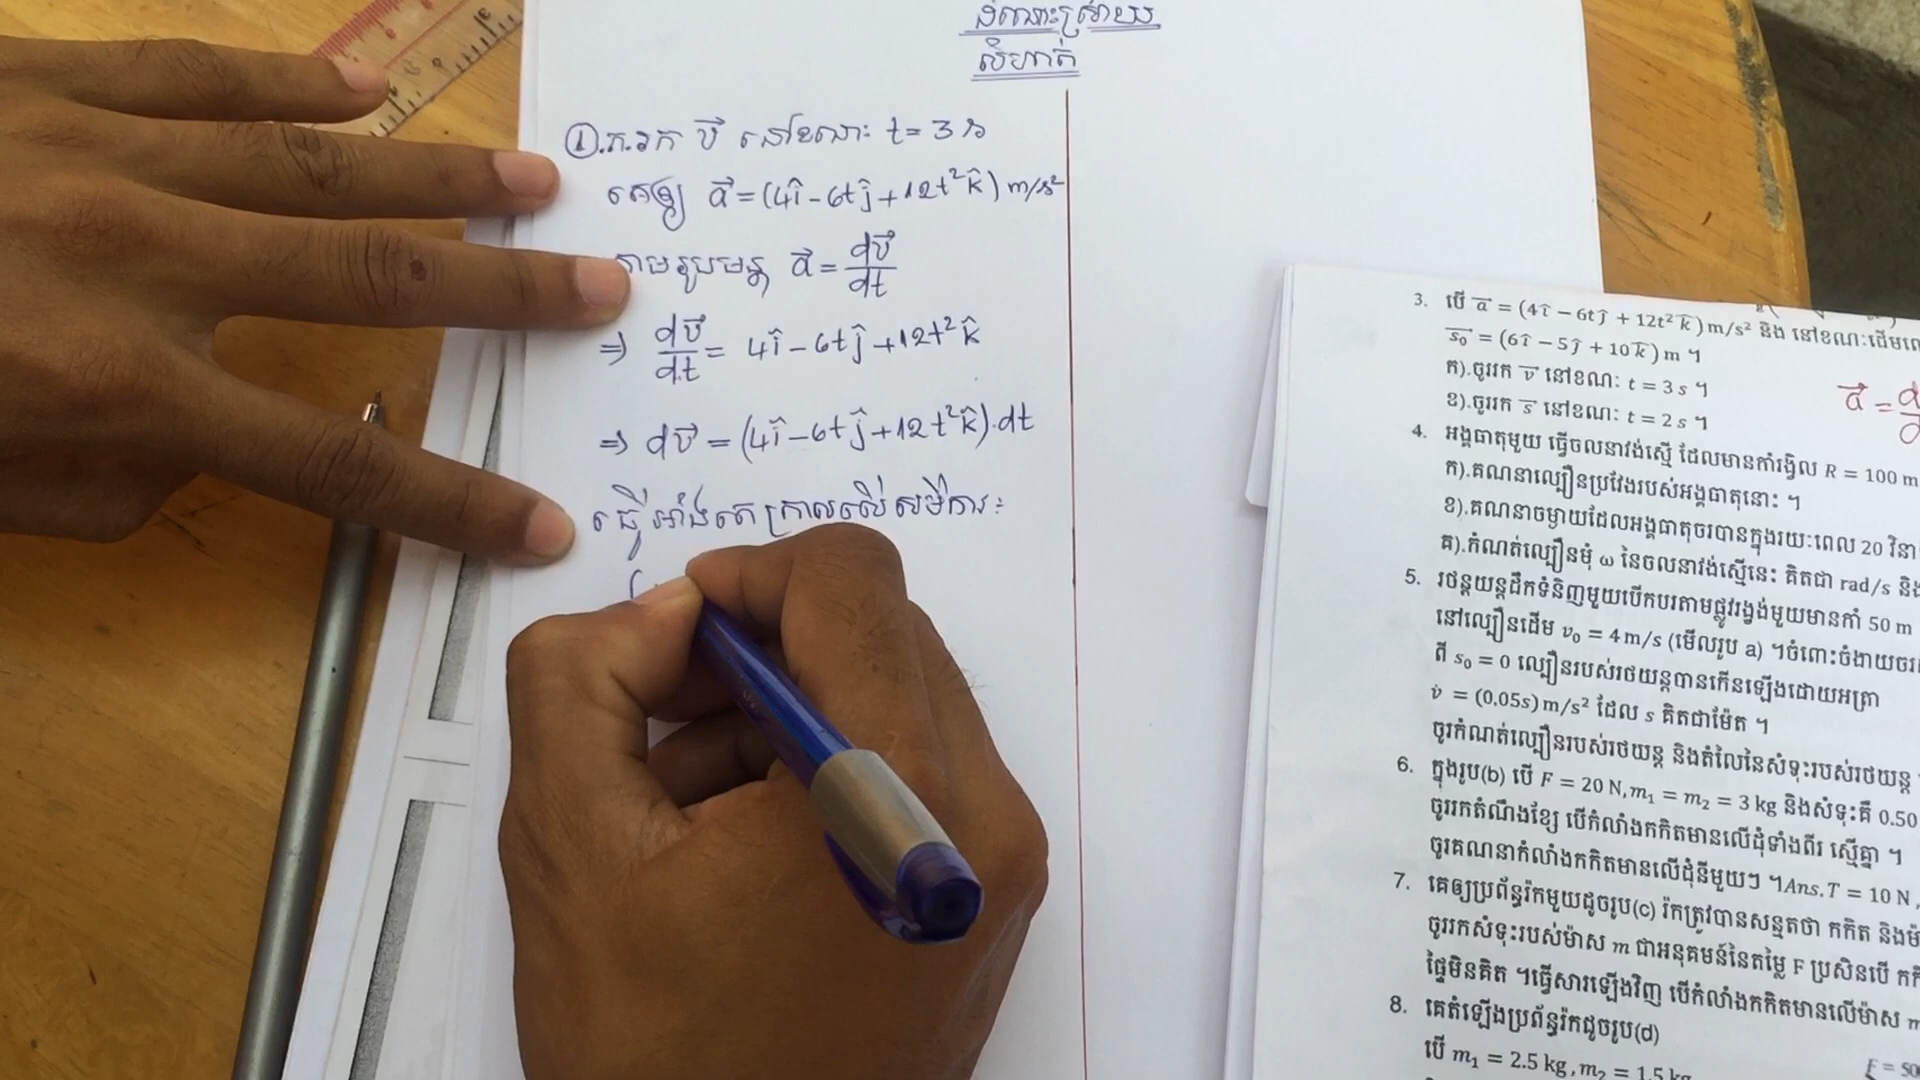 ដំណោះស្រាយ
លំហាត់
①.ក.រក v⃗ នៅខណៈ t = 3 s
គេឲ្យ a⃗ = (4î - 6tĵ + 12t²k̂) m/s²
តាមរូបមន្ត a⃗ = dv⃗/dt
⇒ dv⃗/dt = 4î - 6tĵ + 12t²k̂
⇒ dv⃗ = (4î - 6tĵ + 12t²k̂).dt
ធ្វើអាំងតេក្រាលលើសមីការ:
3. បើ a⃗ = (4i⃗ − 6tj⃗ + 12t² k⃗) m/s² និង នៅខណៈដើម
s₀⃗ = (6i⃗ − 5j⃗ + 10k⃗) m ។
ក).ចូររក v⃗ នៅខណៈ t = 3 s ។
ខ).ចូររក s⃗ នៅខណៈ t = 2 s ។
a⃗ =
4. អង្គធាតុមួយ ធ្វើចលនាវង់ស្មើ ដែលមានកាំរង្វិល R = 100 m
ក).គណនាល្បឿនប្រវែងរបស់អង្គធាតុនោះ ។
ខ).គណនាចម្ងាយដែលអង្គធាតុចរបានក្នុងរយៈពេល 20 វិនា
គ).កំណត់ល្បឿនមុំ ω នៃចលនាវង់ស្មើនេះ គិតជា rad/s និង
5. រថន្តយន្តដឹកទំនិញមួយបើកបរតាមផ្លូវរង្វង់មួយមានកាំ 50 m
នៅល្បឿនដើម v₀ = 4 m/s (មើលរូប a) ។ចំពោះចំងាយចរ
ពី s₀ = 0 ល្បឿនរបស់រថយន្តបានកើនឡើងដោយអត្រា
v̇ = (0.05s) m/s² ដែល s គិតជាម៉ែត ។
ចូរកំណត់ល្បឿនរបស់រថយន្ត និងតំលៃនៃសំទុះរបស់រថយន្ត
6. ក្នុងរូប(b) បើ F = 20 N, m₁ = m₂ = 3 kg និងសំទុះគឺ 0.50
ចូររកតំណឹងខ្សែ បើកំលាំងកកិតមានលើដុំទាំងពីរ ស្មើគ្នា ។
ចូរគណនាកំលាំងកកិតមានលើដុំនីមួយៗ ។Ans. T = 10 N,
7. គេឲ្យប្រព័ន្ធរ៉កមួយដូចរូប(c) រ៉កត្រូវបានសន្មតថា កកិត និង
ចូររកសំទុះរបស់ម៉ាស m ជាអនុគមន៍នៃតម្លៃ F ប្រសិនបើ
ផ្ទៃមិនគិត ។ធ្វើសារឡើងវិញ បើកំលាំងកកិតមានលើម៉ាស
8. គេតំឡើងប្រព័ន្ធរ៉កដូចរូប(d)
បើ m₁ = 2.5 kg , m₂ = 1.5 kg